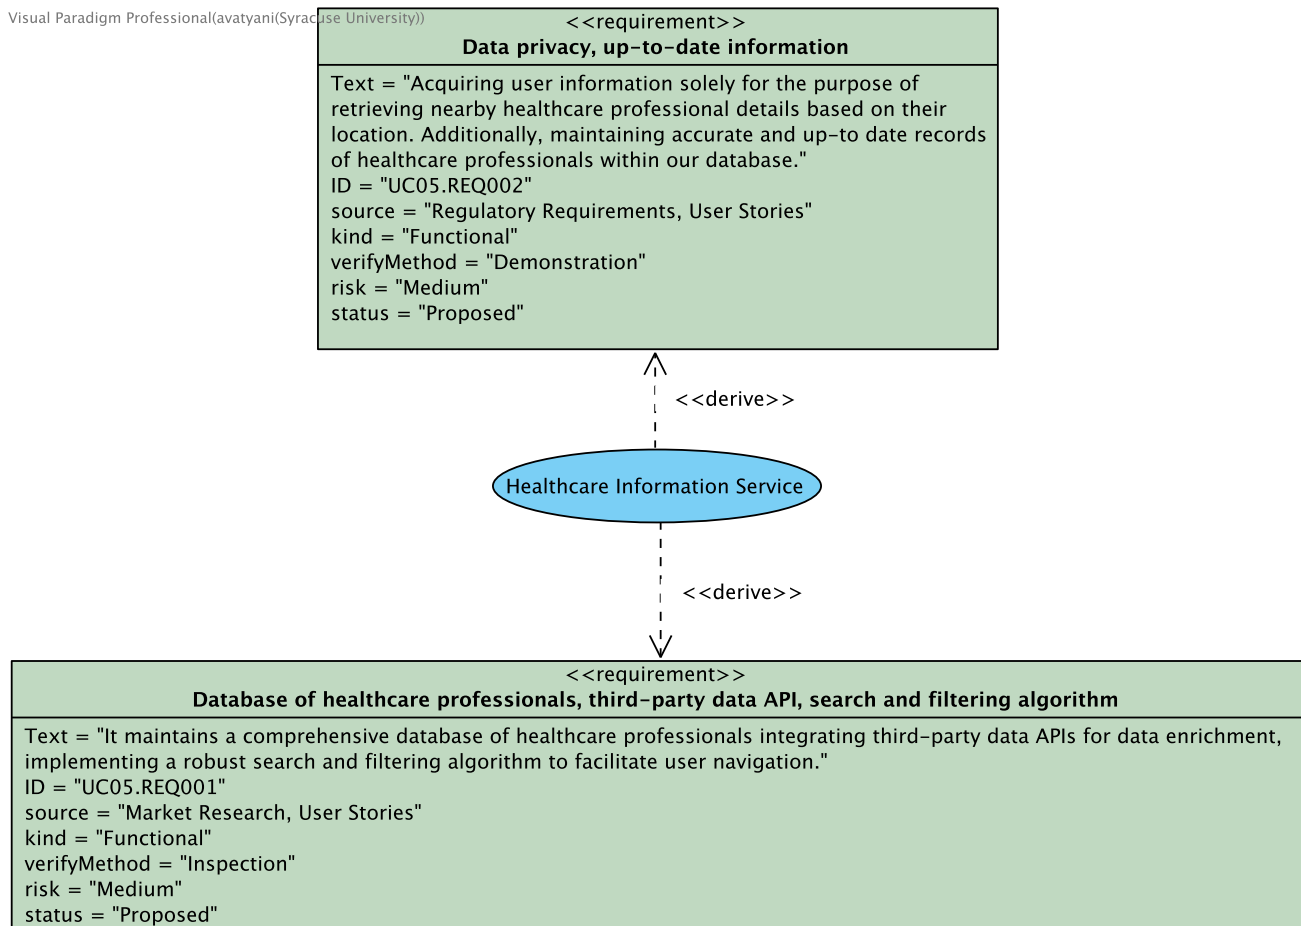 Visual Paradigm Professional(avatyani(Syracuse University))
<<requirement>>
Data privacy, up-to-date information
Text = "Acquiring user information solely for the purpose of
retrieving nearby healthcare professional details based on their
location. Additionally, maintaining accurate and up-to date records
of healthcare professionals within our database."
ID = "UC05.REQ002"
source = "Regulatory Requirements, User Stories"
kind = "Functional"
verifyMethod = "Demonstration"
risk = "Medium"
status = "Proposed"
<<derive>>
Healthcare Information Service
<<derive>>
<<requirement>>
Database of healthcare professionals, third-party data API, search and filtering algorithm
Text = "It maintains a comprehensive database of healthcare professionals integrating third-party data APIs for data enrichment,
implementing a robust search and filtering algorithm to facilitate user navigation."
ID = "UC05.REQ001"
source = "Market Research, User Stories"
kind = "Functional"
verifyMethod = "Inspection"
risk = "Medium"
status = "Proposed"